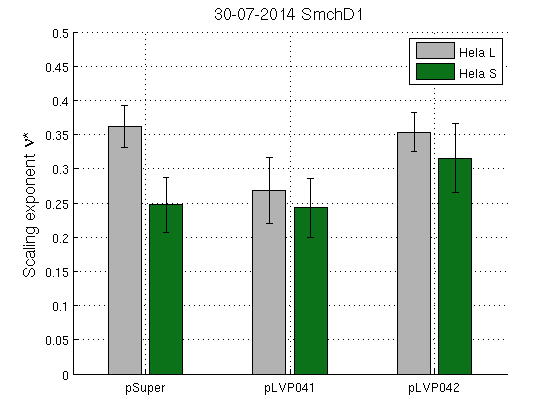 30-07-2014 SmchD1
Hela L
Hela S
Scaling exponent ν*
0.5
0.45
0.4
0.35
0.3
0.25
0.2
0.15
0.1
0.05
0
pSuper pLVP041 pLVP042